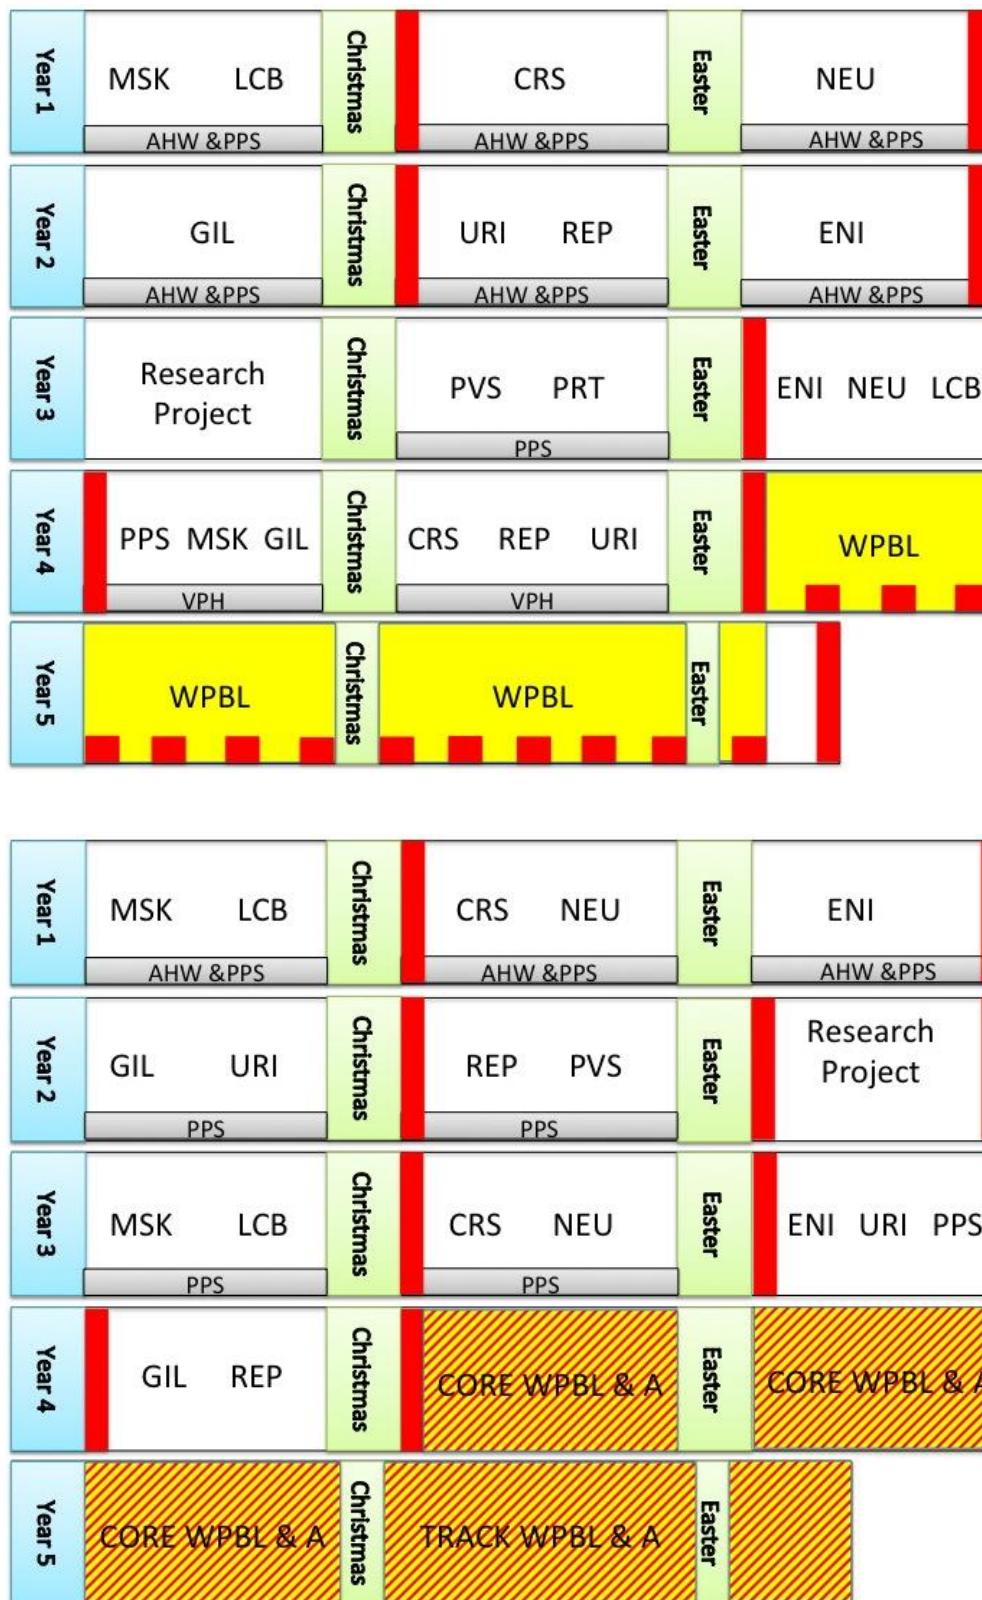 Year 1
MSK LCB
AHW &PPS
Christmas
CRS
AHW &PPS
Easter
NEU
AHW &PPS
Year 2
GIL
AHW &PPS
Christmas
URI REP
AHW &PPS
Easter
ENI
AHW &PPS
Year 3
Research
Project
Christmas
PVS PRT
PPS
Easter
ENI NEU LCB
Year 4
PPS MSK GIL
VPH
Christmas
CRS REP URI
VPH
Easter
WPBL
Year 5
WPBL
Christmas
WPBL
Easter
Year 1
MSK LCB
AHW &PPS
Christmas
CRS NEU
AHW &PPS
Easter
ENI
AHW &PPS
Year 2
GIL URI
PPS
Christmas
REP PVS
PPS
Easter
Research
Project
Year 3
MSK LCB
PPS
Christmas
CRS NEU
PPS
Easter
ENI URI PPS
Year 4
GIL REP
Christmas
CORE WPBL & A
Easter
CORE WPBL & A
Year 5
CORE WPBL & A
Christmas
TRACK WPBL & A
Easter